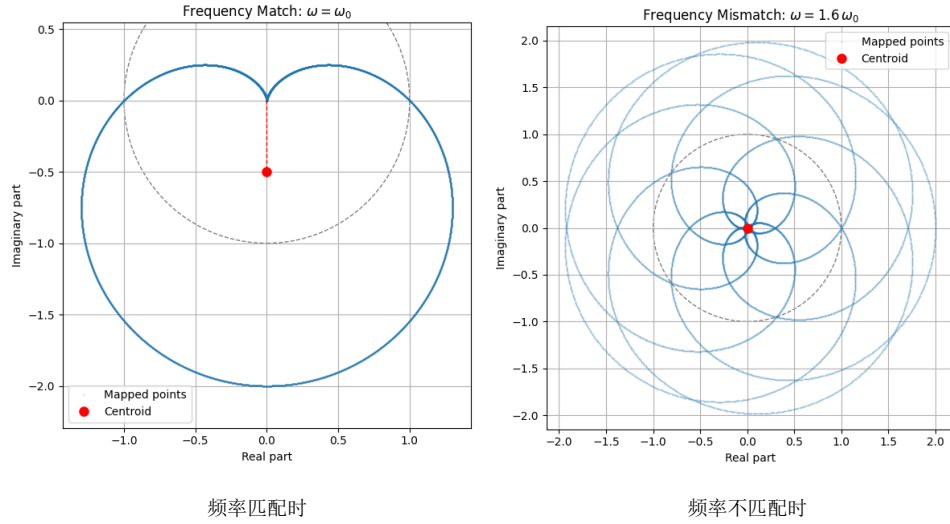 Frequency Match: ω = ω₀
0.5
0.0
−0.5
−1.0
−1.5
−2.0
Imaginary part
−1.0
−0.5
0.0
0.5
1.0
Real part
Mapped points
Centroid
频率匹配时
Frequency Mismatch: ω = 1.6 ω₀
2.0
1.5
1.0
0.5
0.0
−0.5
−1.0
−1.5
−2.0
Imaginary part
−2.0
−1.5
−1.0
−0.5
0.0
0.5
1.0
1.5
2.0
Real part
Mapped points
Centroid
频率不匹配时